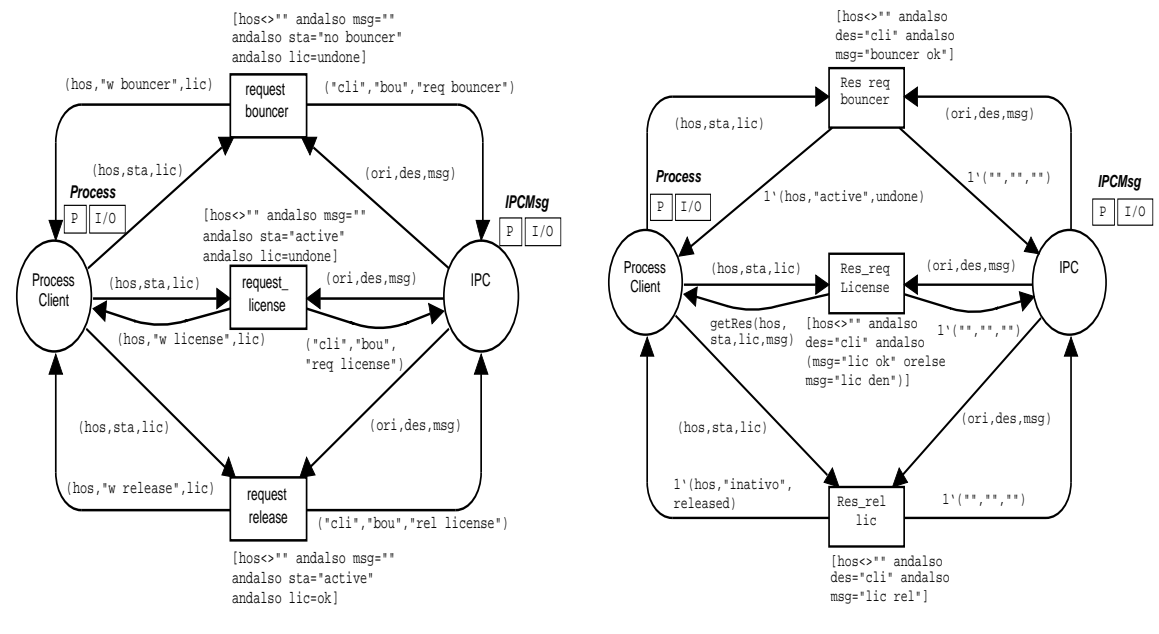 [hos<>"" andalso msg=""
andalso sta="no bouncer"
andalso lic=undone]
(hos,"w bouncer",lic)
request
bouncer
("cli","bou","req bouncer")
(hos,sta,lic)
(ori,des,msg)
Process
P I/O
IPCMsg
P I/O
[hos<>"" andalso msg=""
andalso sta="active"
andalso lic=undone]
Process
Client
(hos,sta,lic)
request_
license
(ori,des,msg)
IPC
(hos,"w license",lic)
("cli","bou",
"req license")
(hos,sta,lic)
(ori,des,msg)
(hos,"w release",lic)
request
release
("cli","bou","rel license")
[hos<>"" andalso msg=""
andalso sta="active"
andalso lic=ok]
[hos<>"" andalso
des="cli" andalso
msg="bouncer ok"]
Res req
bouncer
(hos,sta,lic)
(ori,des,msg)
Process
P I/O
1`(hos,"active",undone)
1`("","","")
IPCMsg
P I/O
Process
Client
(hos,sta,lic)
Res_req
License
(ori,des,msg)
IPC
getRes(hos,
sta,lic,msg)
[hos<>"" andalso
des="cli" andalso
(msg="lic ok" orelse
msg="lic den")]
1`("","","")
(hos,sta,lic)
(ori,des,msg)
1`(hos,"inativo",
released)
Res_rel
lic
1`("","","")
[hos<>"" andalso
des="cli" andalso
msg="lic rel"]